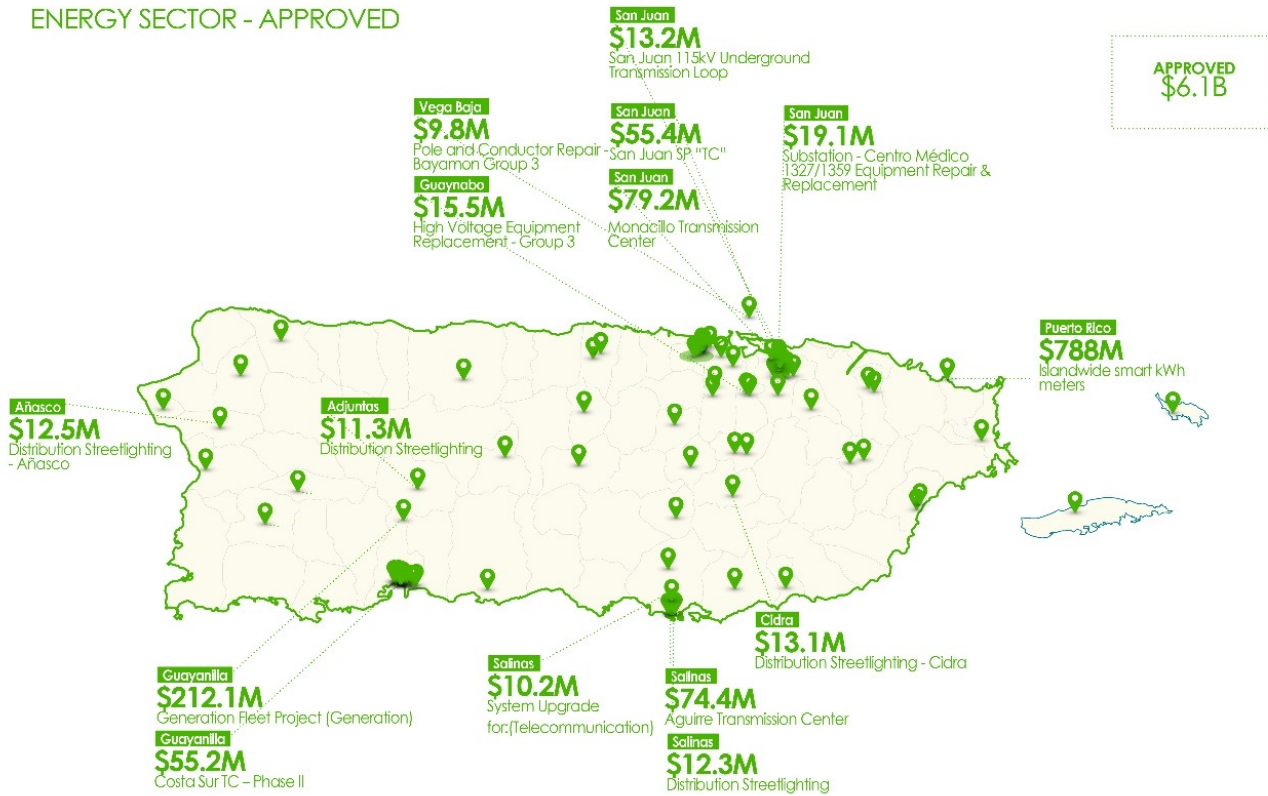 ENERGY SECTOR - APPROVED
APPROVED
$6.1B
San Juan
$13.2M
San Juan 115kV Underground
Transmission Loop
Vega Baja
$9.8M
Pole and Conductor Repair -
Bayamon Group 3
San Juan
$55.4M
San Juan SP "TC"
San Juan
$19.1M
Substation - Centro Médico
1327/1359 Equipment Repair &
Replacement
Guaynabo
$15.5M
High Voltage Equipment
Replacement - Group 3
San Juan
$79.2M
Monacillo Transmission
Center
Puerto Rico
$788M
Islandwide smart kWh
meters
Añasco
$12.5M
Distribution Streetlighting
- Añasco
Adjuntas
$11.3M
Distribution Streetlighting
Guayanilla
$212.1M
Generation Fleet Project (Generation)
Guayanilla
$55.2M
Costa Sur TC – Phase II
Salinas
$10.2M
System Upgrade
for:(Telecommunication)
Cidra
$13.1M
Distribution Streetlighting - Cidra
Salinas
$74.4M
Aguirre Transmission Center
Salinas
$12.3M
Distribution Streetlighting